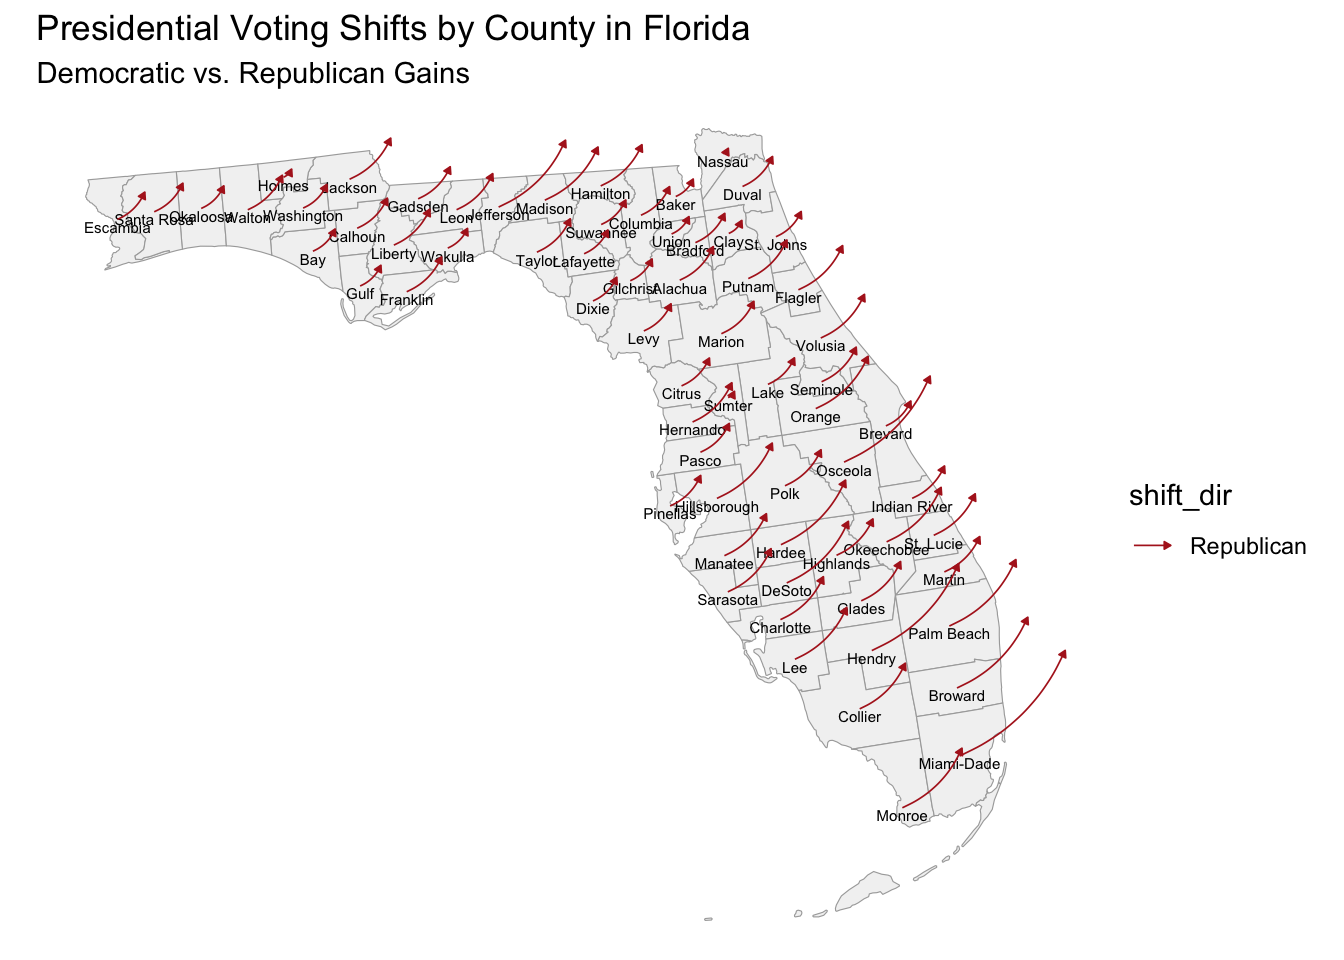 Presidential Voting Shifts by County in Florida
Democratic vs. Republican Gains
Nassau
Holmes
Jackson
Duval
Hamilton
Baker
Gadsden
Madison
Escambia
Santa Rosa
Okaloosa
Walton
Washington
Leon
Jefferson
Columbia
Calhoun
Suwannee
Union
Bradford
Clay
St. Johns
Bay
Liberty
Wakulla
Taylor
Lafayette
Gulf
Franklin
Gilchrist
Alachua
Putnam
Flagler
Dixie
Levy
Marion
Volusia
Citrus
Sumter
Lake
Seminole
Orange
Hernando
Brevard
Pasco
Osceola
Polk
Pinellas
Hillsborough
Indian River
shift_dir
Republican
Manatee
Hardee
Highlands
Okeechobee
St. Lucie
Sarasota
DeSoto
Martin
Charlotte
Glades
Palm Beach
Lee
Hendry
Broward
Collier
Miami-Dade
Monroe